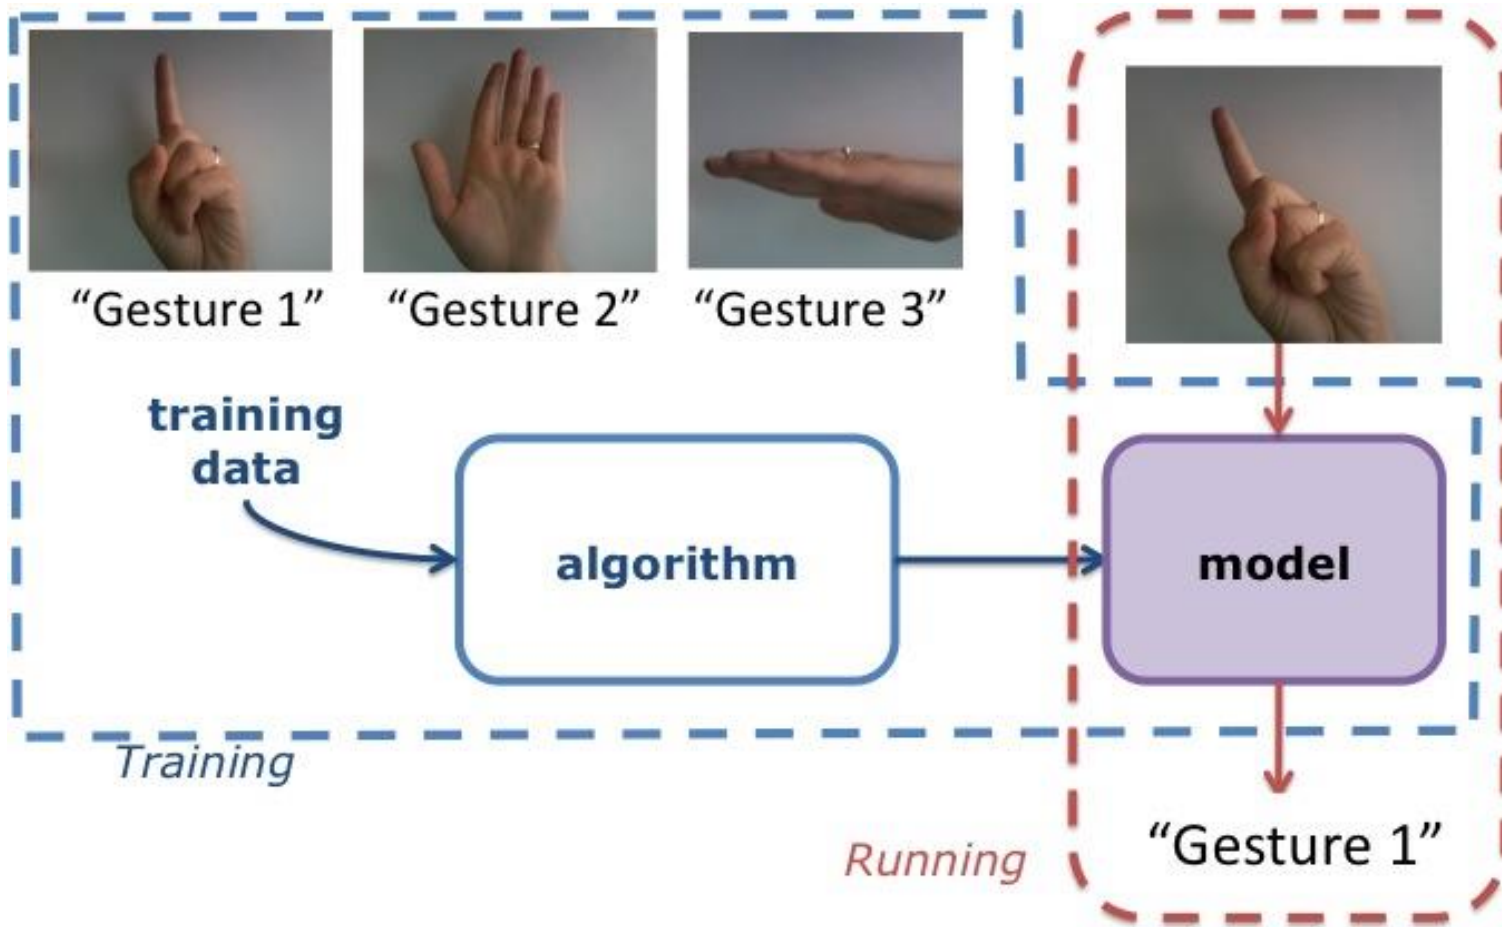 “Gesture 1” “Gesture 2” “Gesture 3”
training
data
algorithm
model
Training
Running
“Gesture 1”